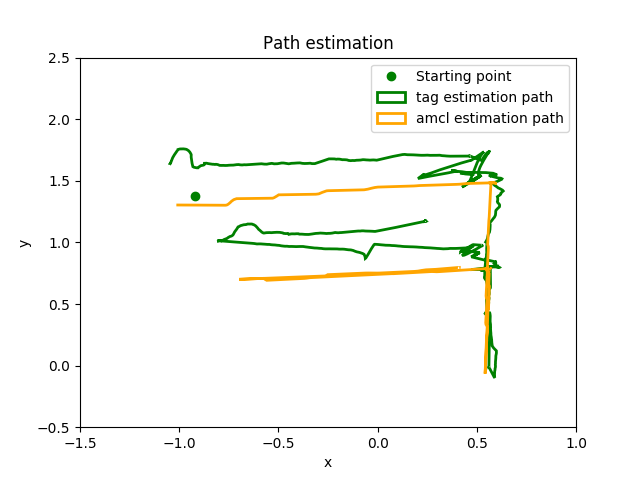 Path estimation
Starting point
tag estimation path
amcl estimation path
2.5
2.0
1.5
1.0
0.5
0.0
−0.5
y
−1.5 −1.0 −0.5 0.0 0.5 1.0
x